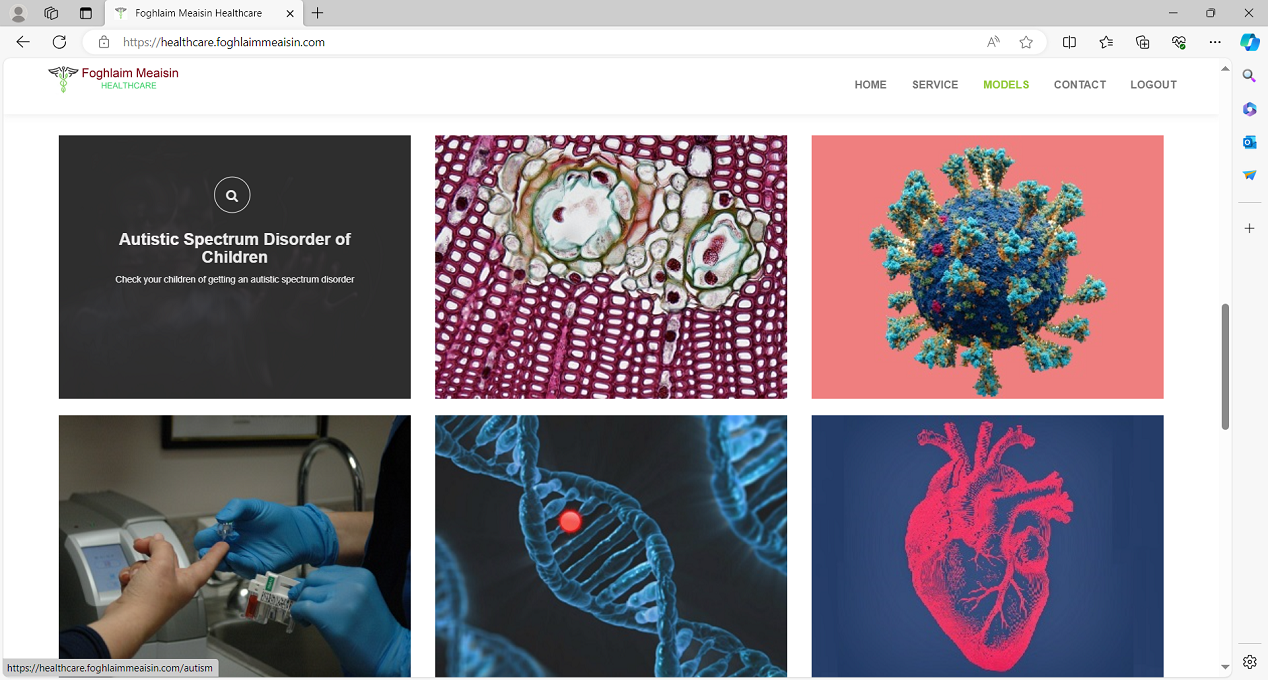 Foghlaim Meaisin Healthcare
https://healthcare.foghlaimmeaisin.com
Foghlaim Meaisin
HEALTHCARE
HOME SERVICE MODELS CONTACT LOGOUT
Autistic Spectrum Disorder of
Children
Check your children of getting an autistic spectrum disorder
https://healthcare.foghlaimmeaisin.com/autism